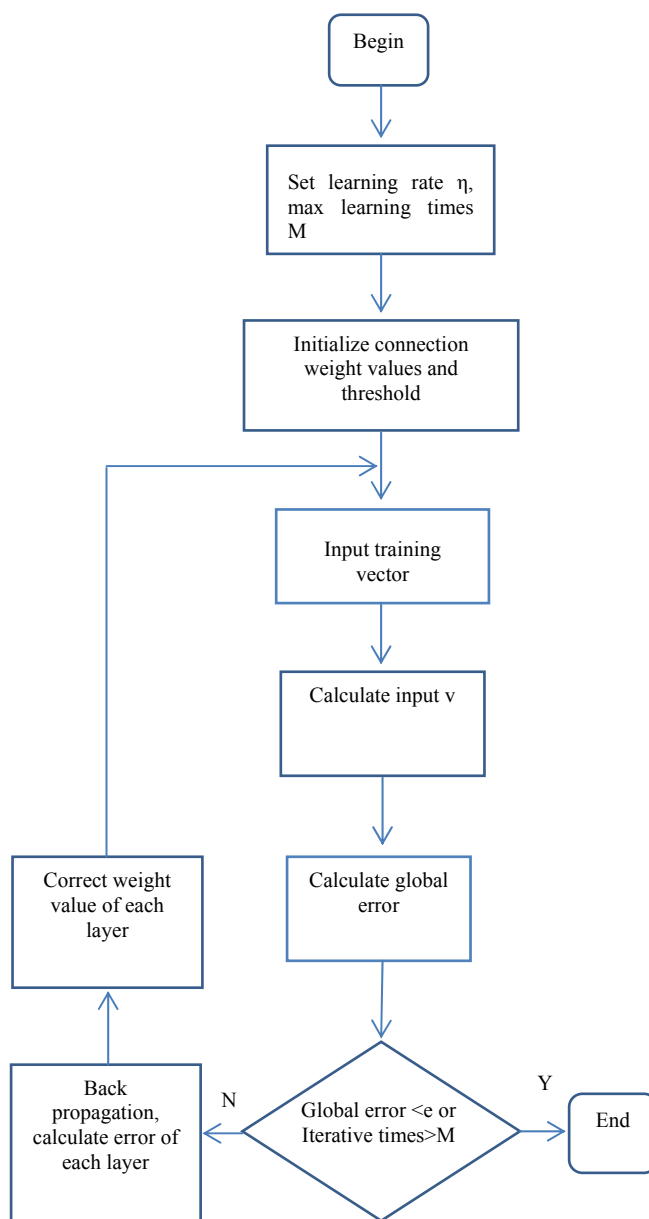 Begin
Set learning rate η,
max learning times
M
Initialize connection
weight values and
threshold
Input training
vector
Calculate input v
Calculate global
error
Correct weight
value of each
layer
Back
propagation,
calculate error of
each layer
N
Global error <e or
Iterative times>M
Y
End